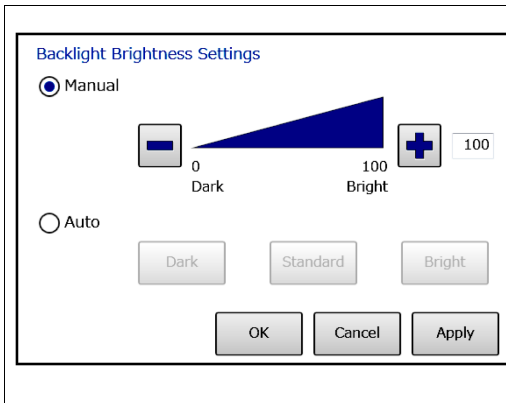 Backlight Brightness Settings
Manual
100
0 100
Dark Bright
Auto
Dark Standard Bright
OK Cancel Apply